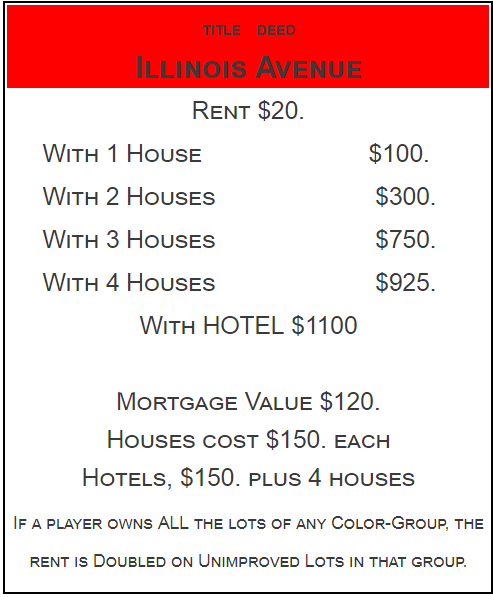 TITLE DEED
ILLINOIS AVENUE
RENT $20.
WITH 1 HOUSE $100.
WITH 2 HOUSES $300.
WITH 3 HOUSES $750.
WITH 4 HOUSES $925.
WITH HOTEL $1100
MORTGAGE VALUE $120.
HOUSES COST $150. EACH
HOTELS, $150. PLUS 4 HOUSES
IF A PLAYER OWNS ALL THE LOTS OF ANY COLOR-GROUP, THE
RENT IS DOUBLED ON UNIMPROVED LOTS IN THAT GROUP.